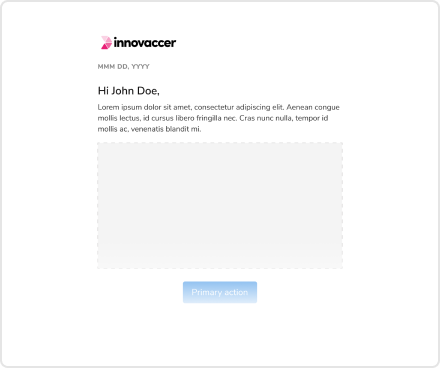 innovaccer
MMM DD, YYYY
Hi John Doe,
Lorem ipsum dolor sit amet, consectetur adipiscing elit. Aenean congue
mollis lectus, id cursus libero fringilla nec. Cras nunc nulla, tempor id
mollis ac, venenatis blandit mi.
Primary action